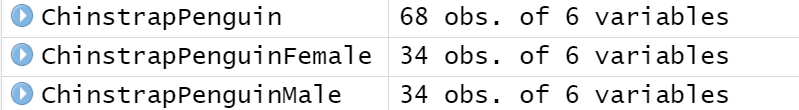 ChinstrapPenguin 68 obs. of 6 variables
ChinstrapPenguinFemale 34 obs. of 6 variables
ChinstrapPenguinMale 34 obs. of 6 variables